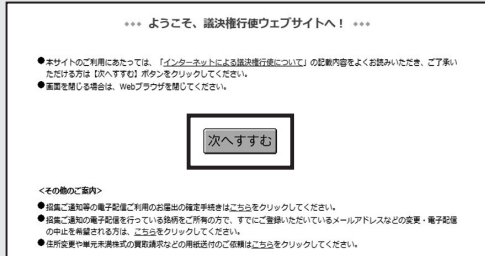 *** ようこそ、議決権行使ウェブサイトへ！ ***
●本サイトのご利用にあたっては、「インターネットによる議決権行使について」の記載内容をよくお読みいただき、ご了承い
ただける方は【次へすすむ】ボタンをクリックしてください。
●画面を閉じる場合は、Webブラウザを閉じてください。
次へすすむ
＜その他のご案内＞
●招集ご通知等の電子配信ご利用のお届出の確定手続きはこちらをクリックしてください。
●招集ご通知の電子配信を行っている銘柄をご所有の方で、すでにご登録いただいているメールアドレスなどの変更・電子配信
の中止を希望される方は、こちらをクリックしてください。
●住所変更や単元未満株式の買取請求などの用紙送付のご依頼はこちらをクリックしてください。